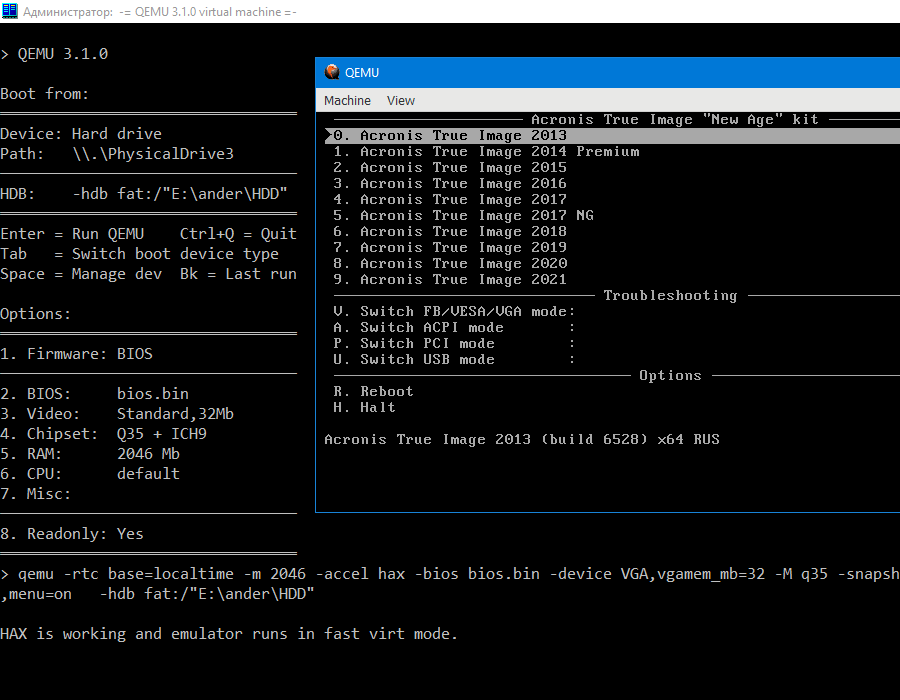 Администратор:  -= QEMU 3.1.0 virtual machine =-
> QEMU 3.1.0
Boot from:
Device: Hard drive
Path:   \\.\PhysicalDrive3
HDB:    -hdb fat:/"E:\ander\HDD"
Enter = Run QEMU    Ctrl+Q = Quit
Tab   = Switch boot device type
Space = Manage dev  Bk = Last run
Options:
1. Firmware: BIOS
2. BIOS:     bios.bin
3. Video:    Standard,32Mb
4. Chipset:  Q35 + ICH9
5. RAM:      2046 Mb
6. CPU:      default
7. Misc:
8. Readonly: Yes
> qemu -rtc base=localtime -m 2046 -accel hax -bios bios.bin -device VGA,vgamem_mb=32 -M q35 -snapsh
,menu=on   -hdb fat:/"E:\ander\HDD"
HAX is working and emulator runs in fast virt mode.
QEMU
Machine View
Acronis True Image "New Age" kit
0. Acronis True Image 2013
1. Acronis True Image 2014 Premium
2. Acronis True Image 2015
3. Acronis True Image 2016
4. Acronis True Image 2017
5. Acronis True Image 2017 NG
6. Acronis True Image 2018
7. Acronis True Image 2019
8. Acronis True Image 2020
9. Acronis True Image 2021
Troubleshooting
V. Switch FB/VESA/VGA mode:
A. Switch ACPI mode       :
P. Switch PCI mode        :
U. Switch USB mode        :
Options
R. Reboot
H. Halt
Acronis True Image 2013 (build 6528) x64 RUS